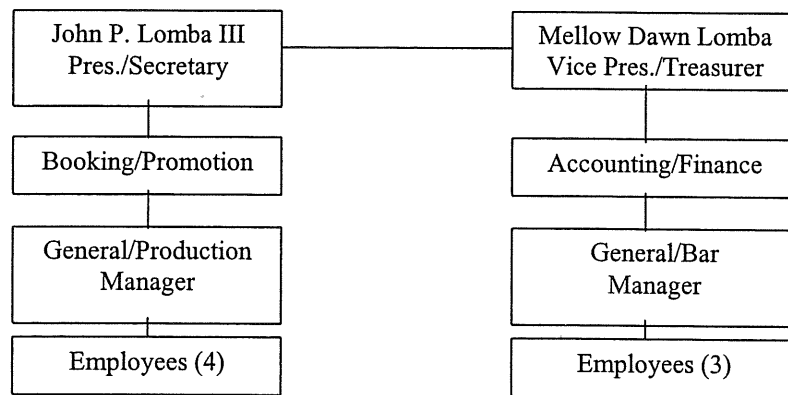 John P. Lomba III
Pres./Secretary
Mellow Dawn Lomba
Vice Pres./Treasurer
Booking/Promotion
Accounting/Finance
General/Production
Manager
General/Bar
Manager
Employees (4)
Employees (3)